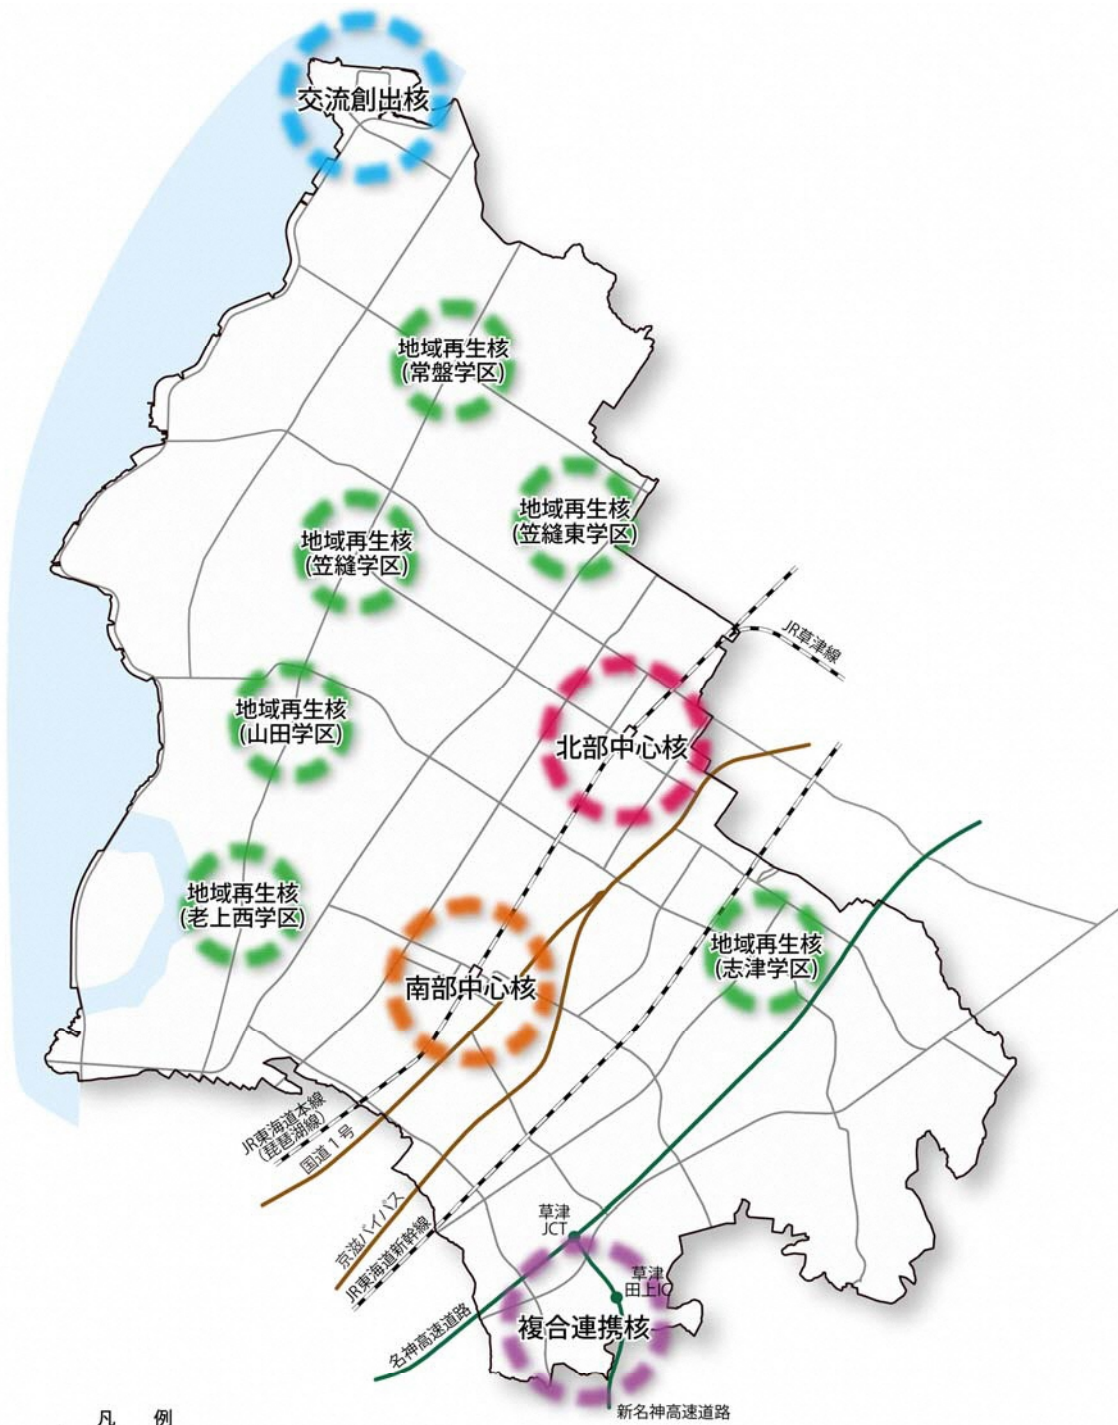 交流創出核
地域再生核
(常盤学区)
地域再生核
(笠縫東学区)
地域再生核
(笠縫学区)
JR草津線
地域再生核
(山田学区)
北部中心核
地域再生核
(老上西学区)
地域再生核
(志津学区)
南部中心核
JR東海道本線
(琵琶湖線)
国道1号
京滋バイパス
JR東海道新幹線
草津
JCT
草津
田上IC
名神高速道路
複合連携核
新名神高速道路
凡 例